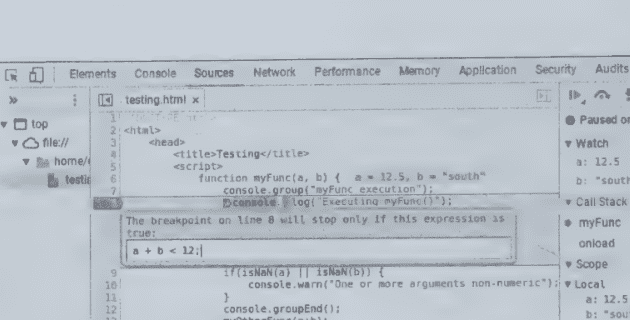 Elements Console Sources Network Performance Memory Application Security Audits
testing.html ×
top
file://
home/
testin
1
2 <html>
3 <head>
4 <title>Testing</title>
5 <script>
6 function myFunc(a, b) { a = 12.5, b = "south"
7 console.group("myFunc execution");
console. log("Executing myFunc()");
The breakpoint on line 8 will stop only if this expression is
true:
a + b < 12;
9 if(isNaN(a) || isNaN(b)) {
10 console.warn("One or more arguments non-numeric");
11 }
12 console.groupEnd();
Paused on
Watch
a: 12.5
b: "south
Call Stack
myFunc
onload
Scope
Local
a: 12.5
b: "sou